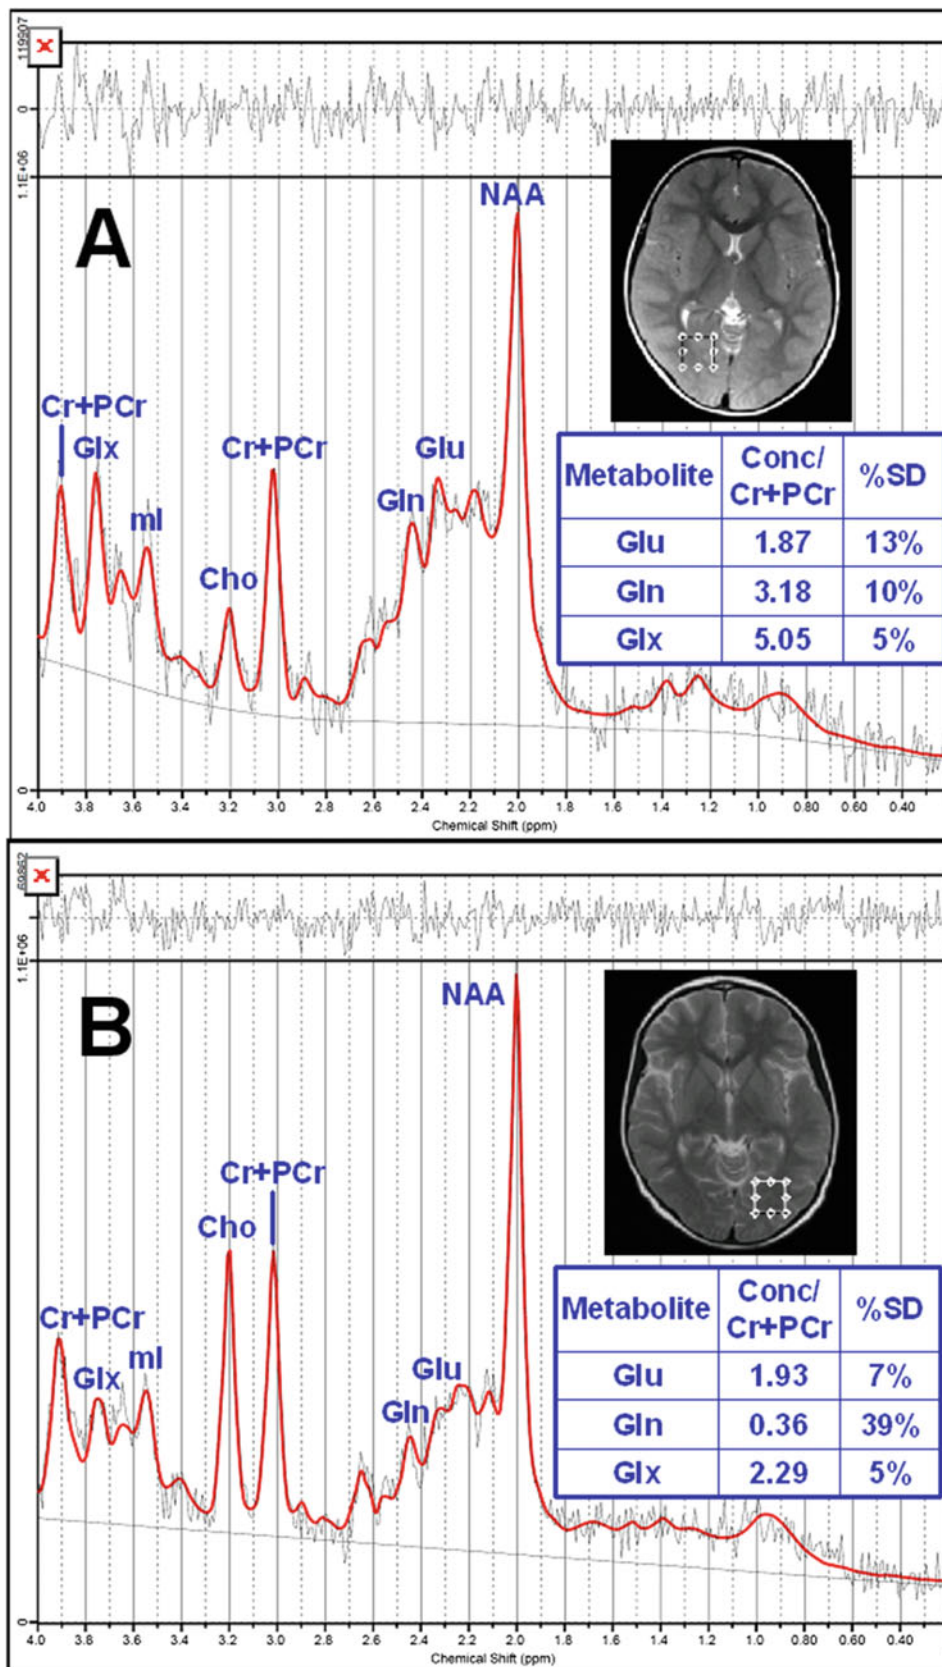 119907
0
1.1E+06
A
NAA
Cr+PCr
Glx
mI
Cho
Cr+PCr
Gln
Glu
Metabolite Conc/ Cr+PCr %SD
Glu 1.87 13%
Gln 3.18 10%
Glx 5.05 5%
0
4.0 3.8 3.6 3.4 3.2 3.0 2.8 2.6 2.4 2.2 2.0 1.8 1.6 1.4 1.2 1.0 0.80 0.60 0.40
Chemical Shift (ppm)
69862
1.1E+06
B
NAA
Cr+PCr
Cho
Cr+PCr
Glx
mI
Glu
Gln
Metabolite Conc/ Cr+PCr %SD
Glu 1.93 7%
Gln 0.36 39%
Glx 2.29 5%
0
4.0 3.8 3.6 3.4 3.2 3.0 2.8 2.6 2.4 2.2 2.0 1.8 1.6 1.4 1.2 1.0 0.80 0.60 0.40
Chemical Shift (ppm)